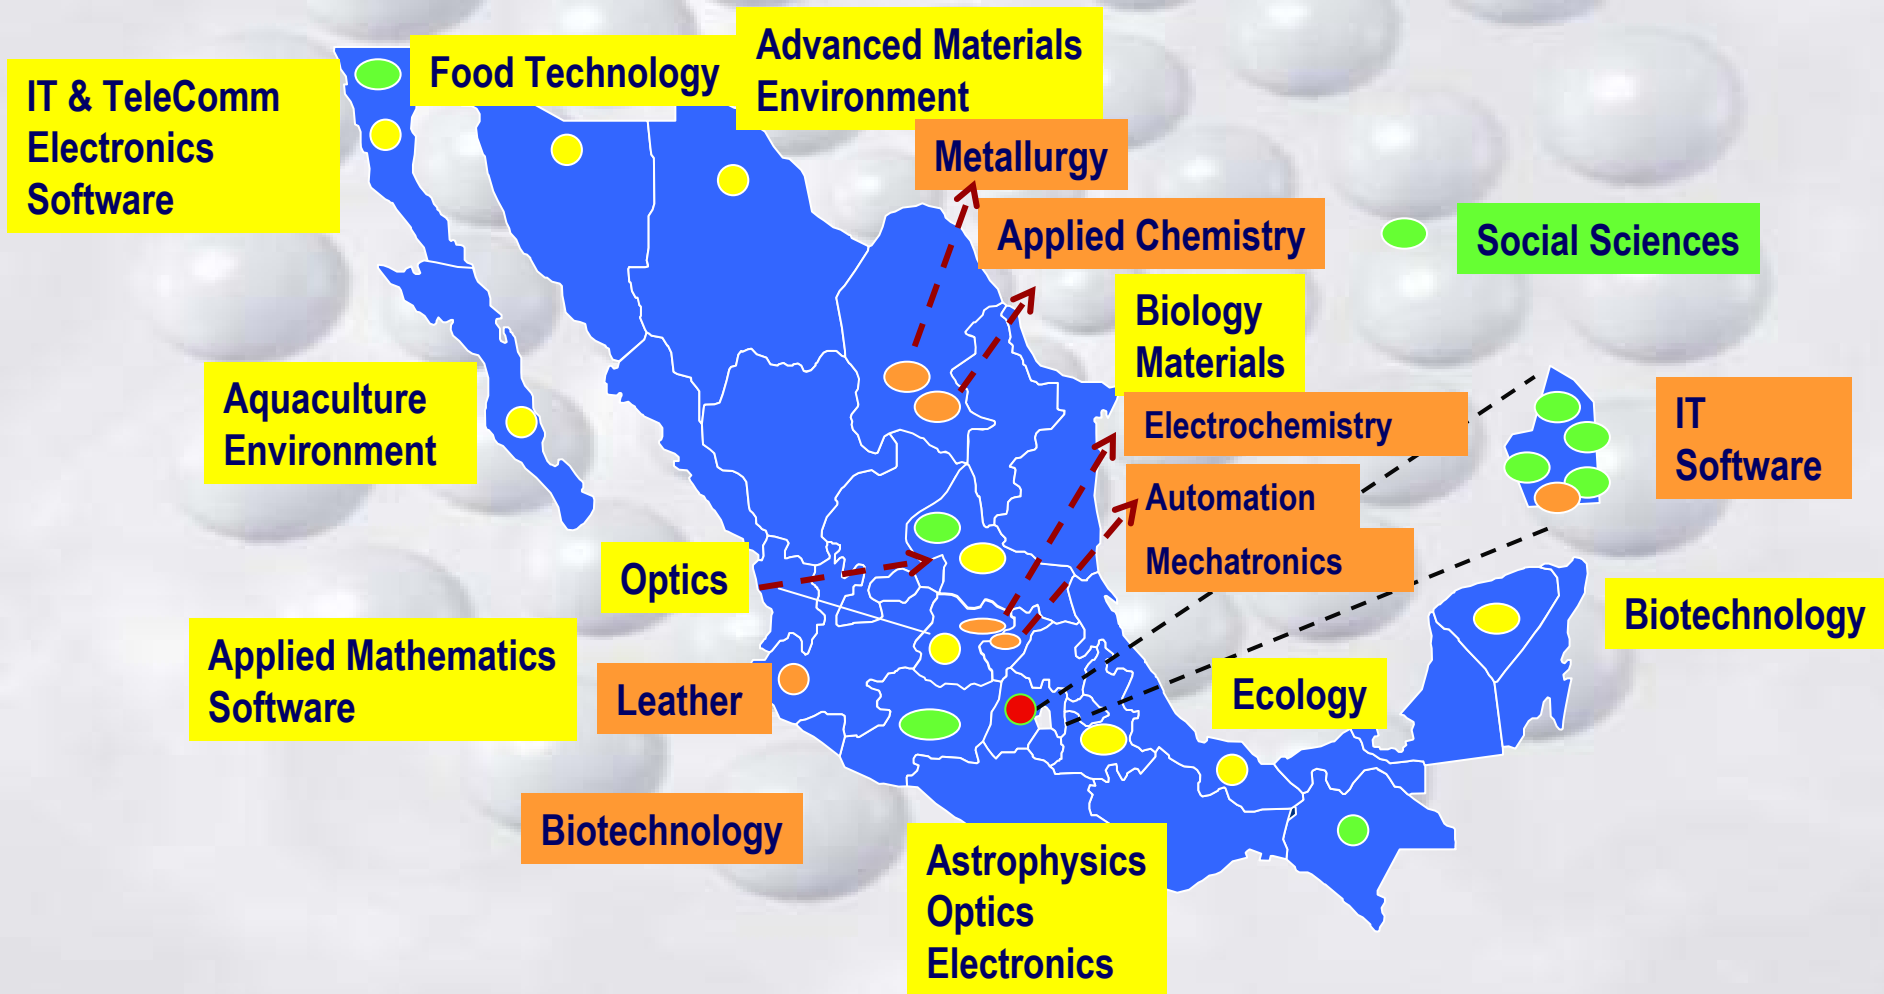 IT & TeleComm
Electronics
Software
Food Technology
Advanced Materials
Environment
Metallurgy
Applied Chemistry
Social Sciences
Biology
Materials
Aquaculture
Environment
Electrochemistry
IT
Software
Automation
Mechatronics
Optics
Biotechnology
Applied Mathematics
Software
Leather
Ecology
Biotechnology
Astrophysics
Optics
Electronics